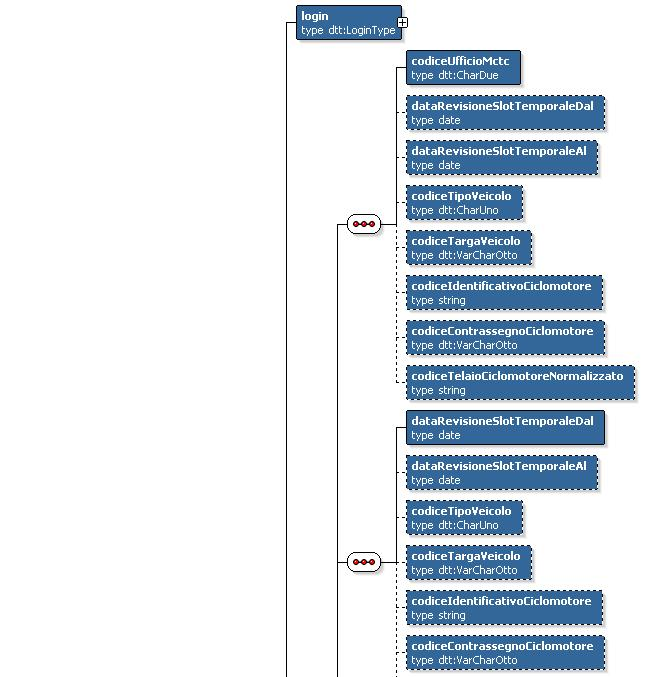 login
type dtt:LoginType
codiceUfficioMctc
type dtt:CharDue
dataRevisioneSlotTemporaleDal
type date
dataRevisioneSlotTemporaleAl
type date
codiceTipoVeicolo
type dtt:CharUno
codiceTargaVeicolo
type dtt:VarCharOtto
codiceIdentificativoCiclomotore
type string
codiceContrassegnoCiclomotore
type dtt:VarCharOtto
codiceTelaioCiclomotoreNormalizzato
type string
dataRevisioneSlotTemporaleDal
type date
dataRevisioneSlotTemporaleAl
type date
codiceTipoVeicolo
type dtt:CharUno
codiceTargaVeicolo
type dtt:VarCharOtto
codiceIdentificativoCiclomotore
type string
codiceContrassegnoCiclomotore
type dtt:VarCharOtto